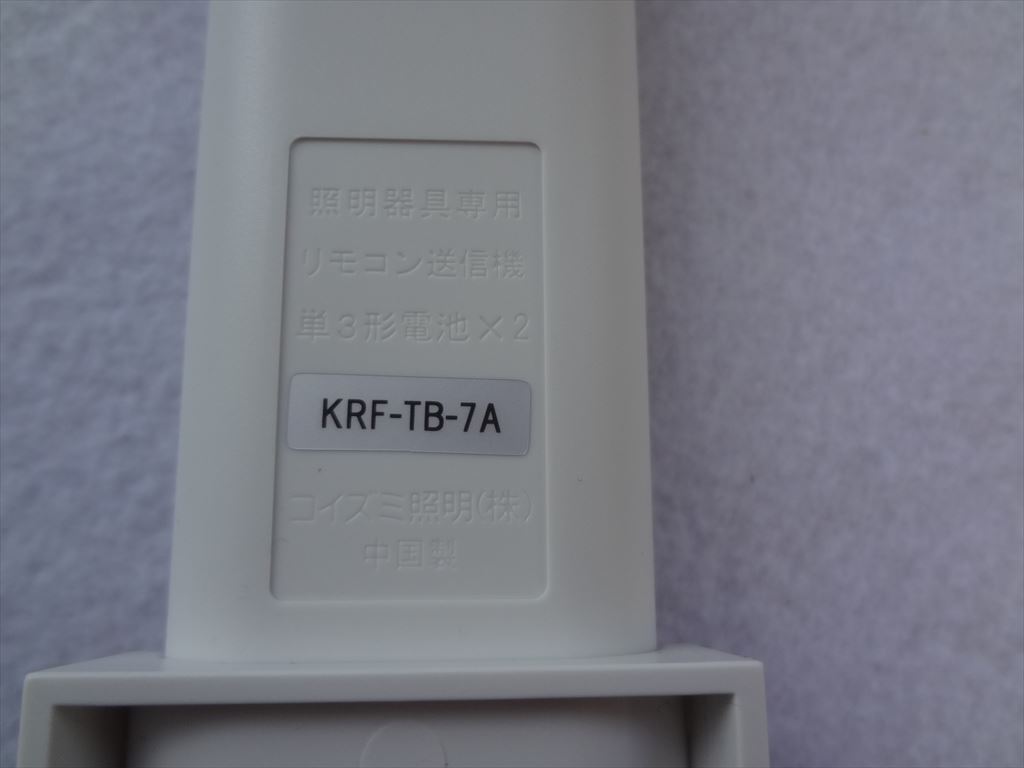 照明器具専用
リモコン送信機
単3形電池×2
KRF-TB-7A
コイズミ照明(株)
中国製